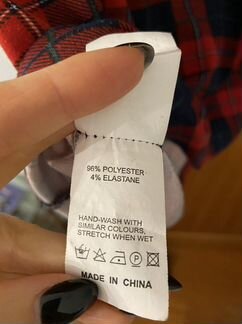 96% POLYESTER
4% ELASTANE
HAND-WASH WITH
SIMILAR COLOURS,
STRETCH WHEN WET
MADE IN CHINA